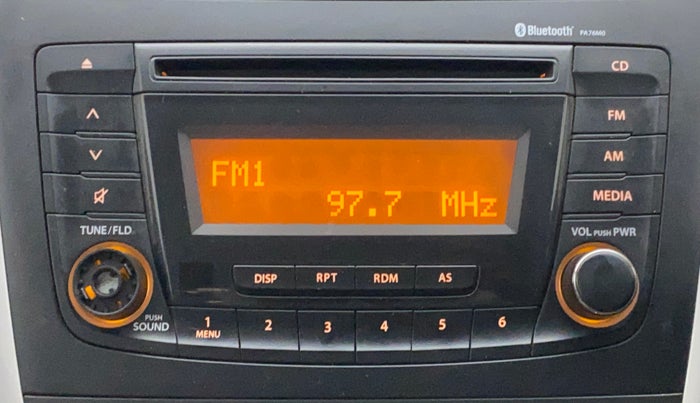 Bluetooth PA76M0
CD
FM
AM
MEDIA
FM1
97.7 MHz
TUNE/FLD
VOL PUSH PWR
DISP RPT RDM AS
PUSH
SOUND
1 2 3 4 5 6
MENU